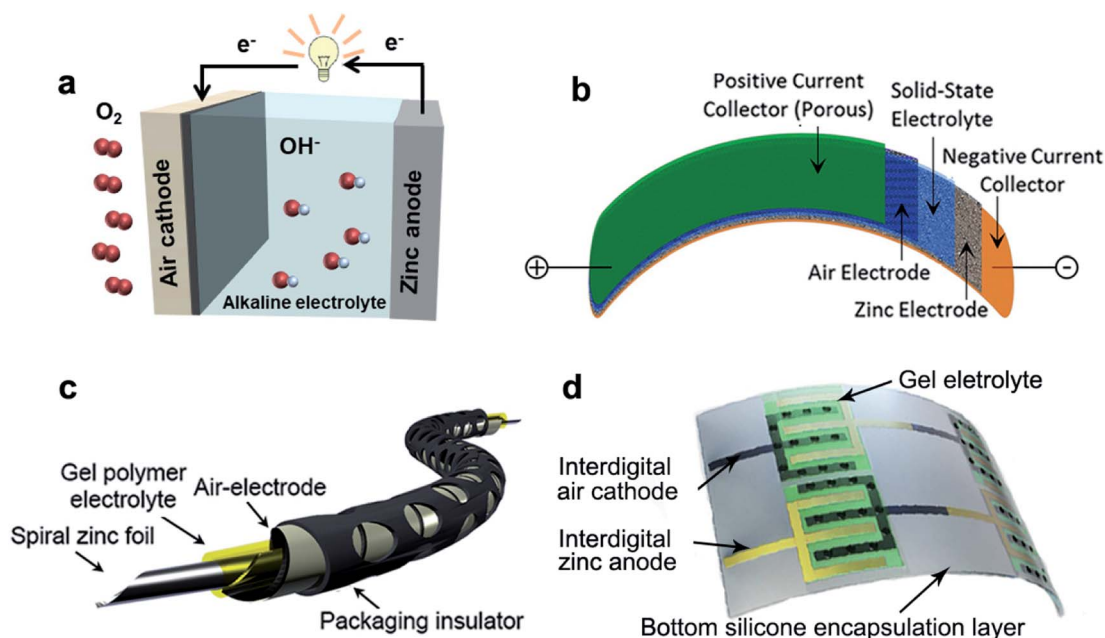 a
e-
e-
O2
OH-
Air cathode
Zinc anode
Alkaline electrolyte
b
Positive Current
Collector (Porous)
Solid-State
Electrolyte
Negative Current
Collector
+
-
Air Electrode
Zinc Electrode
c
Gel polymer
electrolyte
Air-electrode
Spiral zinc foil
Packaging insulator
d
Gel eletrolyte
Interdigital
air cathode
Interdigital
zinc anode
Bottom silicone encapsulation layer